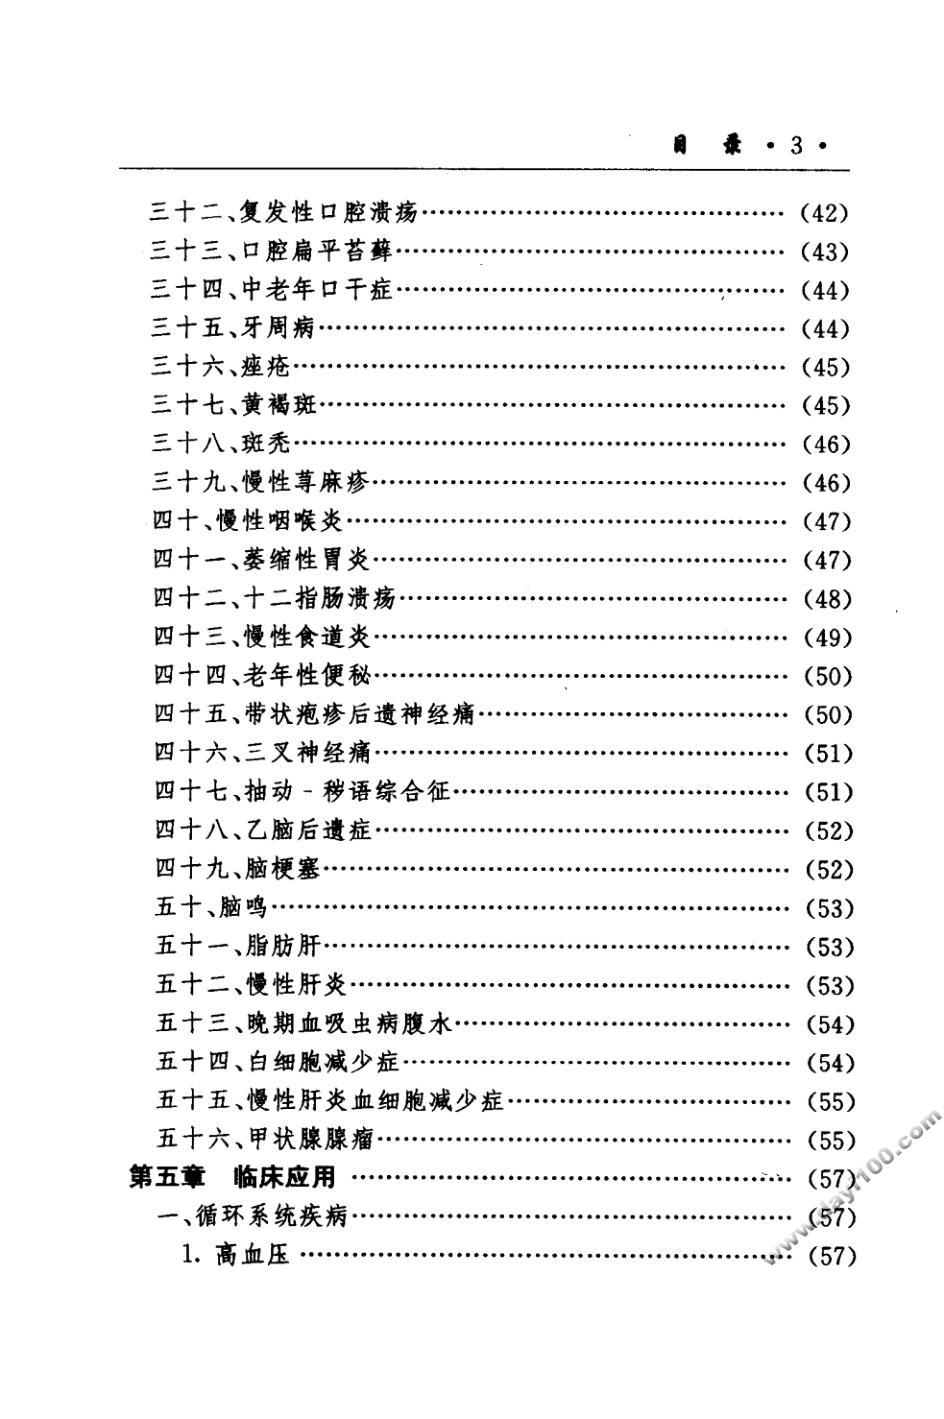 目 录 · 3 ·
三十二、复发性口腔溃疡………………………………(42)
三十三、口腔扁平苔藓………………………………(43)
三十四、中老年口干症………………………………(44)
三十五、牙周病………………………………(44)
三十六、痤疮………………………………(45)
三十七、黄褐斑………………………………(45)
三十八、斑秃………………………………(46)
三十九、慢性荨麻疹………………………………(46)
四十、慢性咽喉炎………………………………(47)
四十一、萎缩性胃炎………………………………(47)
四十二、十二指肠溃疡………………………………(48)
四十三、慢性食道炎………………………………(49)
四十四、老年性便秘………………………………(50)
四十五、带状疱疹后遗神经痛………………………………(50)
四十六、三叉神经痛………………………………(51)
四十七、抽动－秽语综合征………………………………(51)
四十八、乙脑后遗症………………………………(52)
四十九、脑梗塞………………………………(52)
五十、脑鸣………………………………(53)
五十一、脂肪肝………………………………(53)
五十二、慢性肝炎………………………………(53)
五十三、晚期血吸虫病腹水………………………………(54)
五十四、白细胞减少症………………………………(54)
五十五、慢性肝炎血细胞减少症………………………………(55)
五十六、甲状腺腺瘤………………………………(55)
第五章 临床应用………………………………(57)
一、循环系统疾病………………………………(57)
1. 高血压………………………………(57)